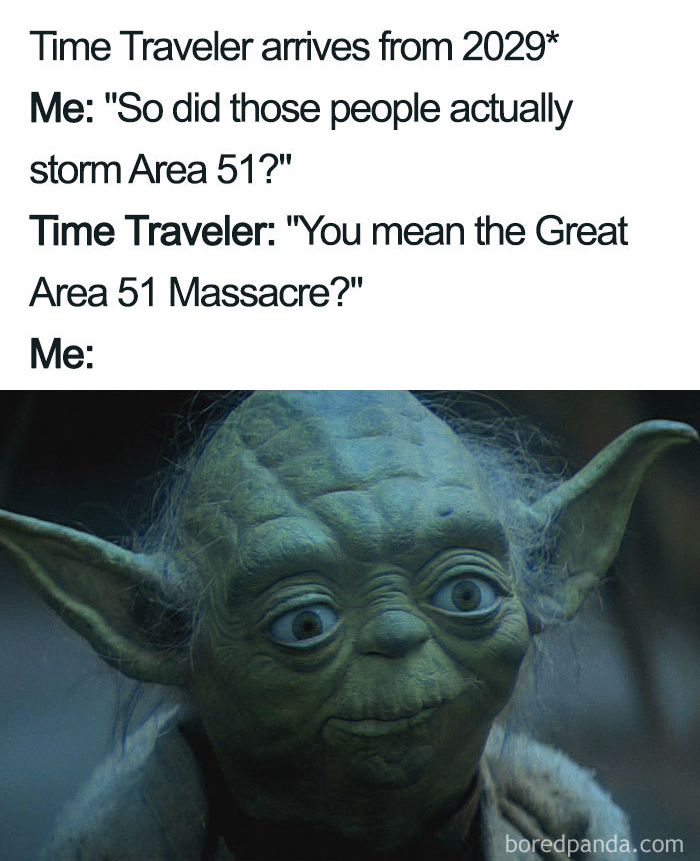 Time Traveler arrives from 2029*
Me: "So did those people actually
storm Area 51?"
Time Traveler: "You mean the Great
Area 51 Massacre?"
Me:
boredpanda.com